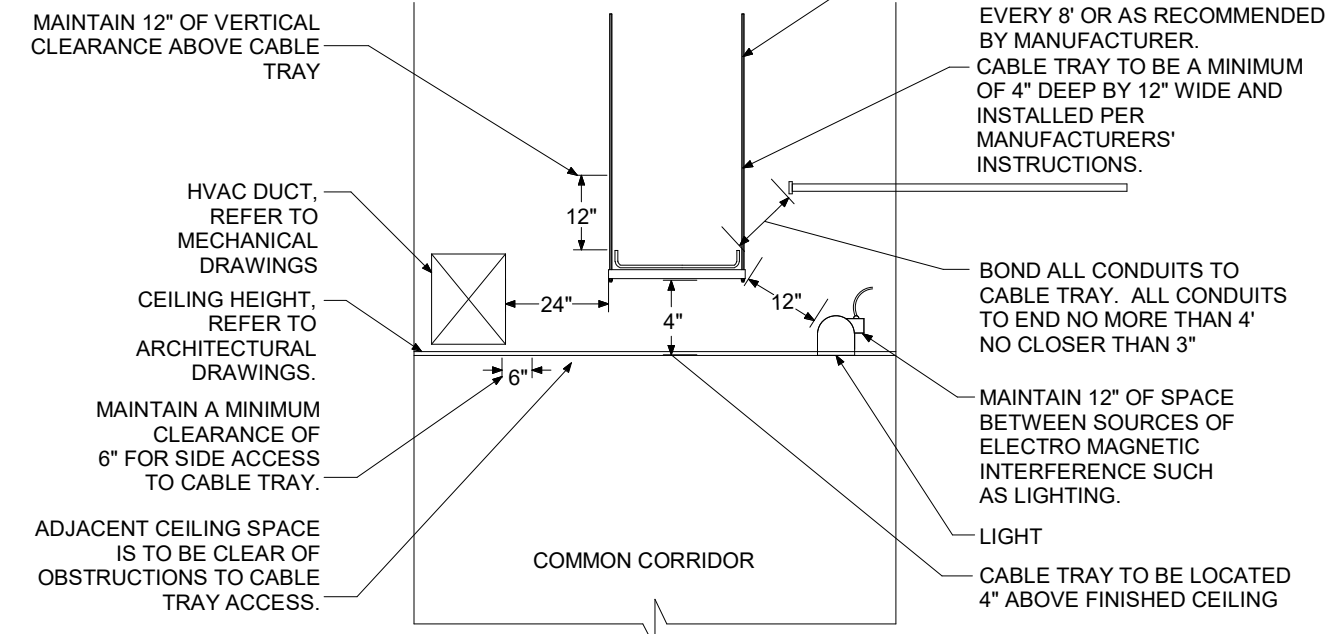 MAINTAIN 12" OF VERTICAL
CLEARANCE ABOVE CABLE
TRAY
HVAC DUCT,
REFER TO
MECHANICAL
DRAWINGS
CEILING HEIGHT,
REFER TO
ARCHITECTURAL
DRAWINGS.
MAINTAIN A MINIMUM
CLEARANCE OF
6" FOR SIDE ACCESS
TO CABLE TRAY.
ADJACENT CEILING SPACE
IS TO BE CLEAR OF
OBSTRUCTIONS TO CABLE
TRAY ACCESS.
12"
24"
4"
12"
6"
COMMON CORRIDOR
EVERY 8' OR AS RECOMMENDED
BY MANUFACTURER.
CABLE TRAY TO BE A MINIMUM
OF 4" DEEP BY 12" WIDE AND
INSTALLED PER
MANUFACTURERS'
INSTRUCTIONS.
BOND ALL CONDUITS TO
CABLE TRAY. ALL CONDUITS
TO END NO MORE THAN 4'
NO CLOSER THAN 3"
MAINTAIN 12" OF SPACE
BETWEEN SOURCES OF
ELECTRO MAGNETIC
INTERFERENCE SUCH
AS LIGHTING.
LIGHT
CABLE TRAY TO BE LOCATED
4" ABOVE FINISHED CEILING